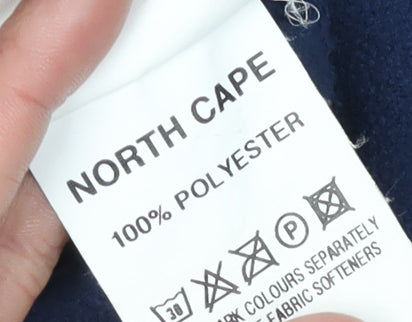 NORTH CAPE
100% POLYESTER
30 P
COLOURS SEPARATELY
FABRIC SOFTENERS